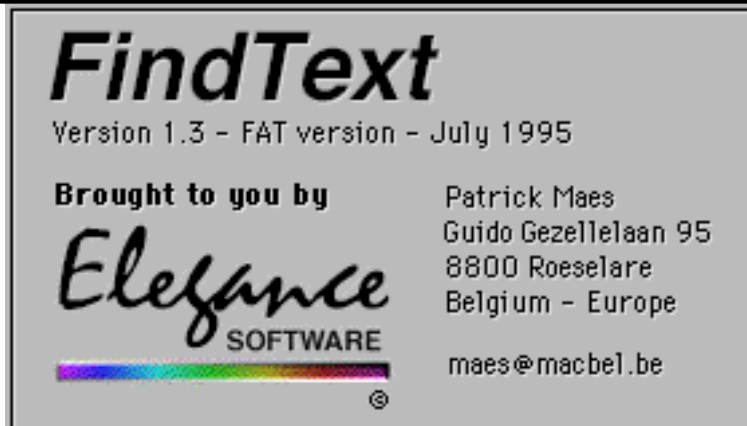 FindText
Version 1.3 - FAT version - July 1995
Brought to you by
Elegance
SOFTWARE
©
Patrick Maes
Guido Gezellelaan 95
8800 Roeselare
Belgium - Europe
maes@macbel.be